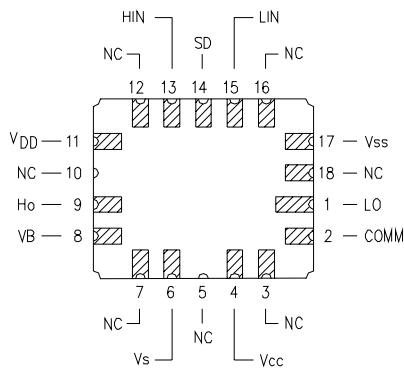 HIN LIN
NC SD NC
12 13 14 15 16
VDD 11 17 Vss
NC 10 18 NC
Ho 9 1 LO
VB 8 2 COMM
7 6 5 4 3
NC NC NC
Vs Vcc